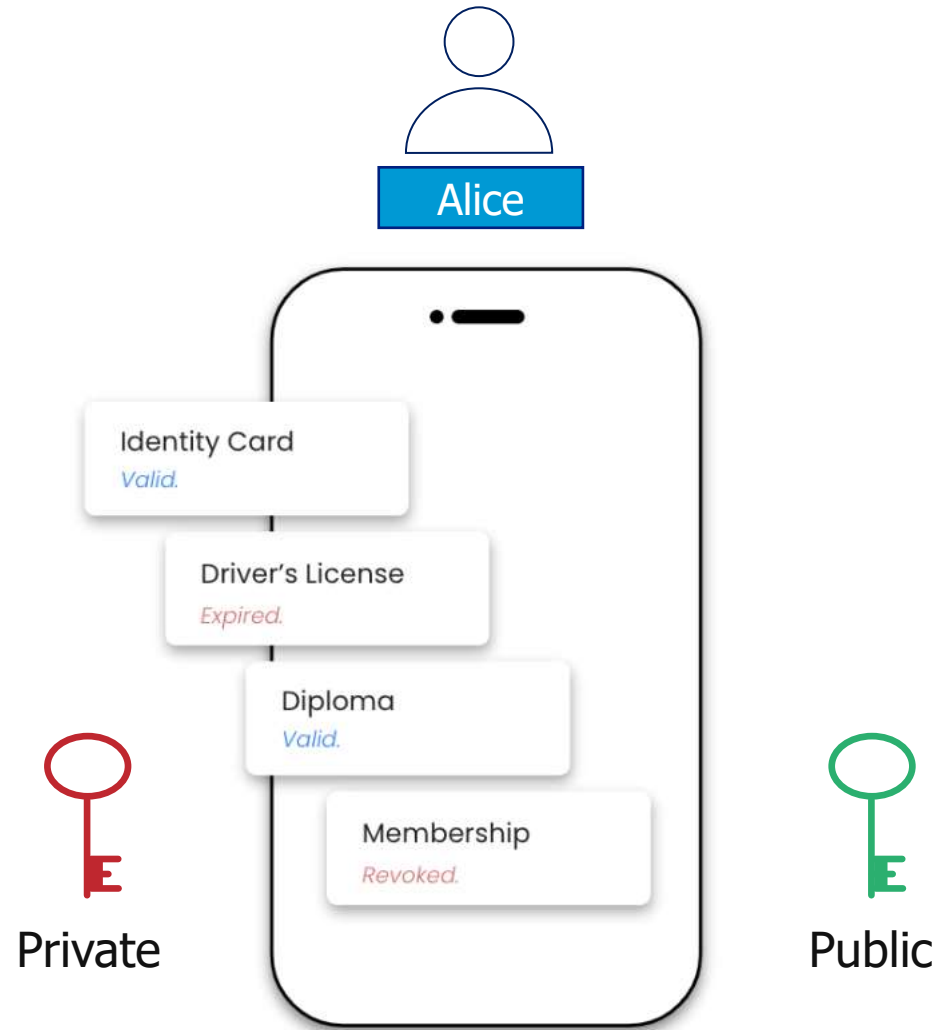 Alice
Identity Card
Valid.
Driver’s License
Expired.
Diploma
Valid.
Membership
Revoked.
Private
Public